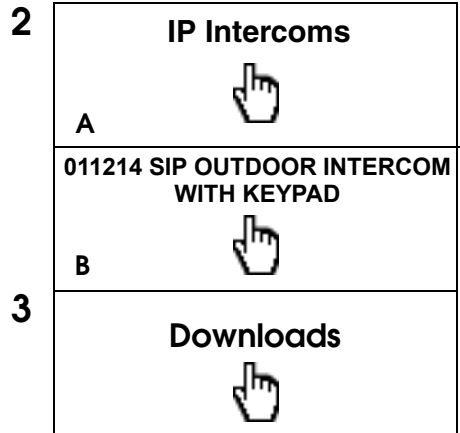 2
IP Intercoms
A
011214 SIP OUTDOOR INTERCOM
WITH KEYPAD
B
3
Downloads